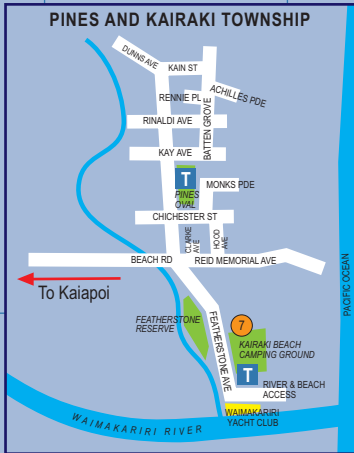 PINES AND KAIRAKI TOWNSHIP
DUNNS AVE
KAIN ST
RENNIE PL
ACHILLES PDE
RINALDI AVE
BATTEN GROVE
KAY AVE
T
PINES
OVAL
MONKS PDE
CHICHESTER ST
CLARKE
AVE
HOOD
AVE
BEACH RD
REID MEMORIAL AVE
PACIFIC OCEAN
To Kaiapoi
FEATHERSTONE
RESERVE
FEATHERSTONE AVE
7
KAIRAKI BEACH
CAMPING GROUND
T
RIVER & BEACH
ACCESS
WAIMAKARIRI
YACHT CLUB
WAIMAKARIRI RIVER